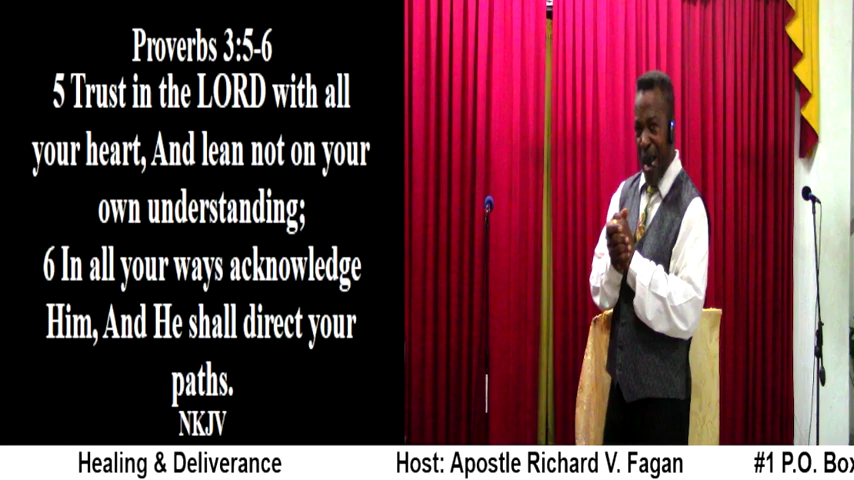 Proverbs 3:5-6
5 Trust in the LORD with all
your heart, And lean not on your
own understanding;
6 In all your ways acknowledge
Him, And He shall direct your
paths.
NKJV
Healing & Deliverance Host: Apostle Richard V. Fagan #1 P.O. Box